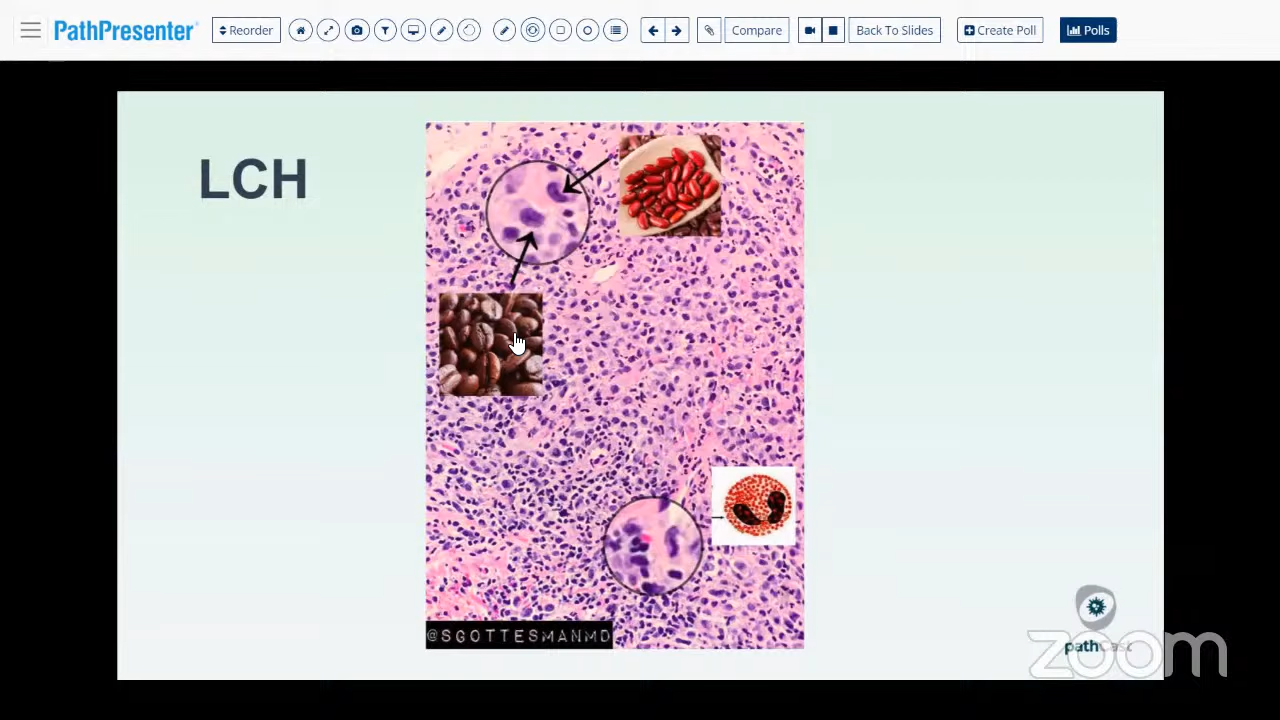 PathPresenter
Reorder
Compare
Back To Slides
Create Poll
Polls
LCH
@SGOTTESMANMD
pathCast
zoom